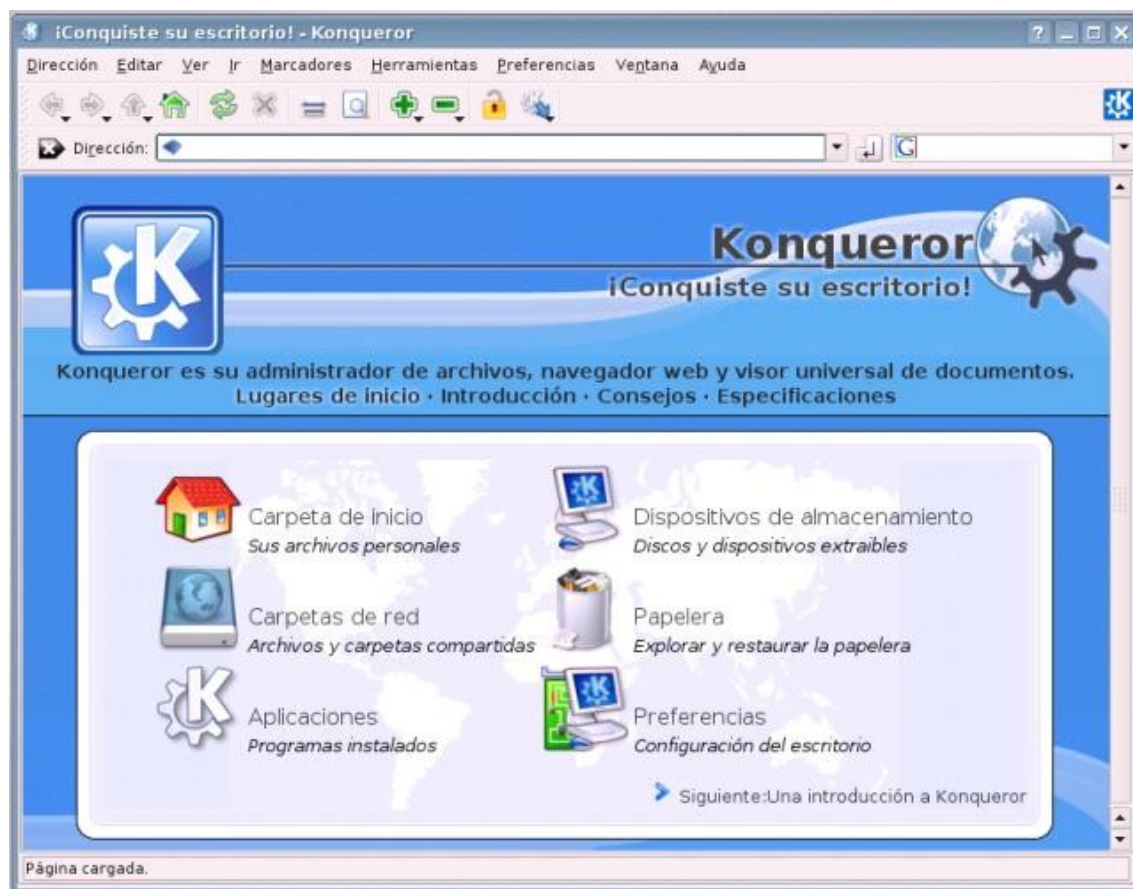 ¡Conquiste su escritorio! - Konqueror
Dirección Editar Ver Ir Marcadores Herramientas Preferencias Ventana Ayuda
Dirección:
Konqueror
¡Conquiste su escritorio!
Konqueror es su administrador de archivos, navegador web y visor universal de documentos.
Lugares de inicio · Introducción · Consejos · Especificaciones
Carpeta de inicio
Sus archivos personales
Dispositivos de almacenamiento
Discos y dispositivos extraibles
Carpetas de red
Archivos y carpetas compartidas
Papelera
Explorar y restaurar la papelera
Aplicaciones
Programas instalados
Preferencias
Configuración del escritorio
Siguiente:Una introducción a Konqueror
Página cargada.